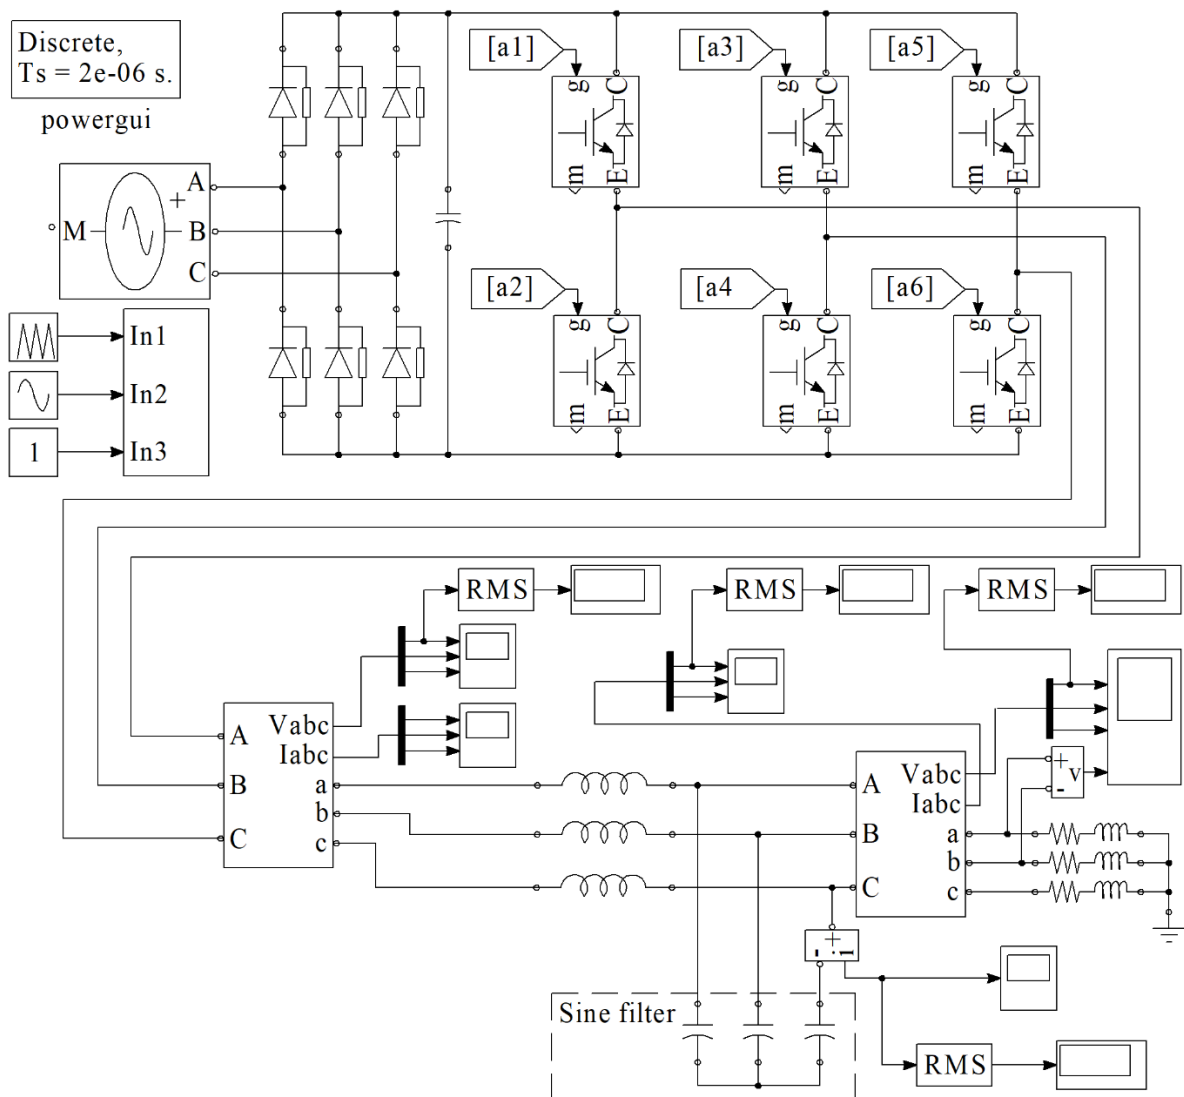 Discrete,
Ts = 2e-06 s.
powergui
[a1]
[a3]
[a5]
g C
g C
g C
m E
m E
m E
A
+
M
B
C
[a2]
[a4
[a6]
g C
g C
g C
m E
m E
m E
In1
In2
1
In3
RMS
RMS
RMS
Vabc
A
Iabc
a
B
b
C
c
Vabc
A
Iabc
B
a
b
C
c
+
v
-
+
-
i
Sine filter
RMS